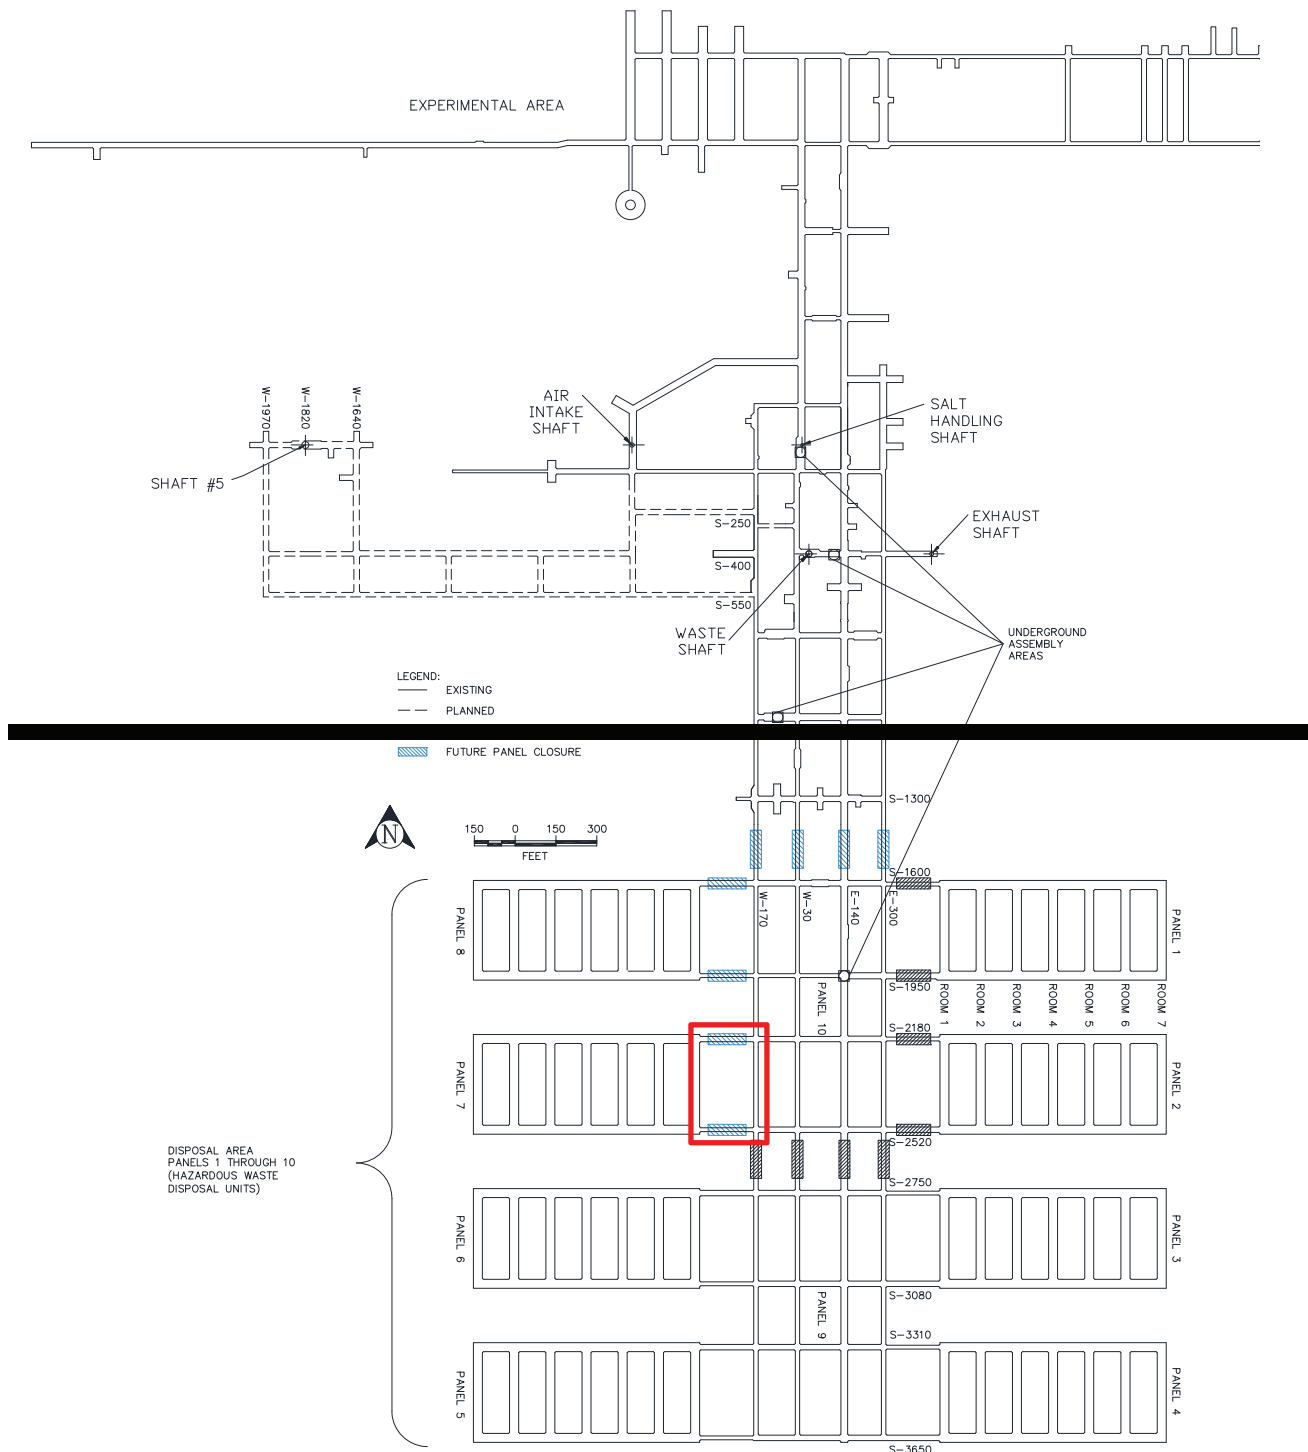 EXPERIMENTAL AREA
W-1970
W-1820
W-1640
AIR
INTAKE
SHAFT
SALT
HANDLING
SHAFT
SHAFT #5
S-250
EXHAUST
SHAFT
S-400
S-550
WASTE
SHAFT
UNDERGROUND
ASSEMBLY
AREAS
LEGEND:
EXISTING
PLANNED
FUTURE PANEL CLOSURE
S-1300
N
150 0 150 300
FEET
S-1600
W-170
W-30
E-140
E-300
PANEL 8
PANEL 1
S-1950
PANEL 10
ROOM 1
ROOM 2
ROOM 3
ROOM 4
ROOM 5
ROOM 6
ROOM 7
S-2180
PANEL 7
PANEL 2
S-2520
DISPOSAL AREA
PANELS 1 THROUGH 10
(HAZARDOUS WASTE
DISPOSAL UNITS)
S-2750
PANEL 6
PANEL 3
S-3080
PANEL 9
S-3310
PANEL 5
PANEL 4
S-3650